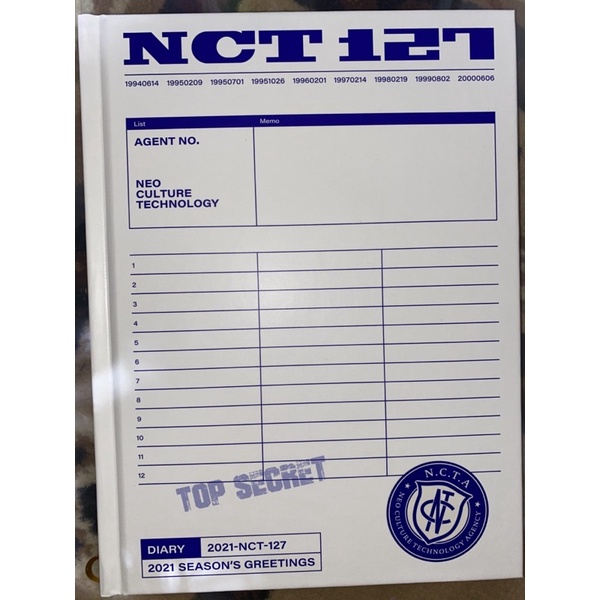 NCT 127
19940614 19950209 19950701 19951026 19960201 19970214 19980219 19990802 20000606
List Memo
AGENT NO.
NEO
CULTURE
TECHNOLOGY
1
2
3
4
5
6
7
8
9
10
11
12
TOP SECRET
N.C.T.A
NEO CULTURE TECHNOLOGY AGENCY
NCT
DIARY 2021-NCT-127
2021 SEASON'S GREETINGS